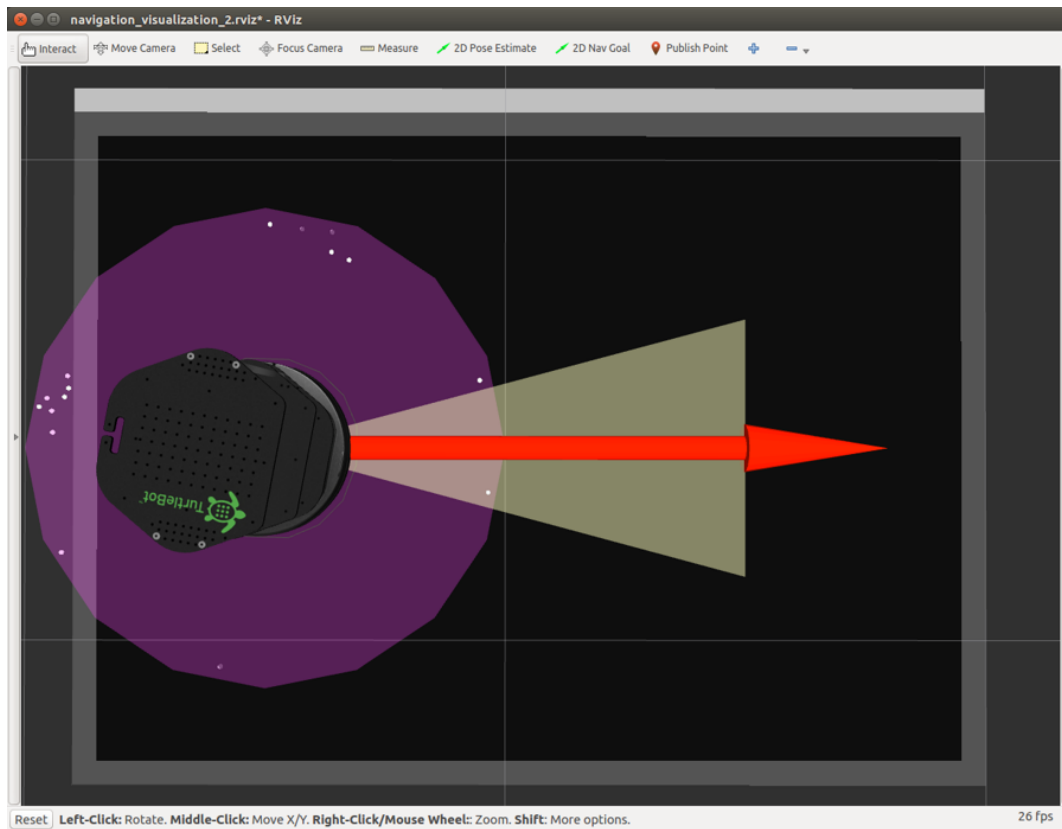 navigation_visualization_2.rviz* - RViz
Interact Move Camera Select Focus Camera Measure 2D Pose Estimate 2D Nav Goal Publish Point
TurtleBot
Reset Left-Click: Rotate. Middle-Click: Move X/Y. Right-Click/Mouse Wheel:: Zoom. Shift: More options. 26 fps